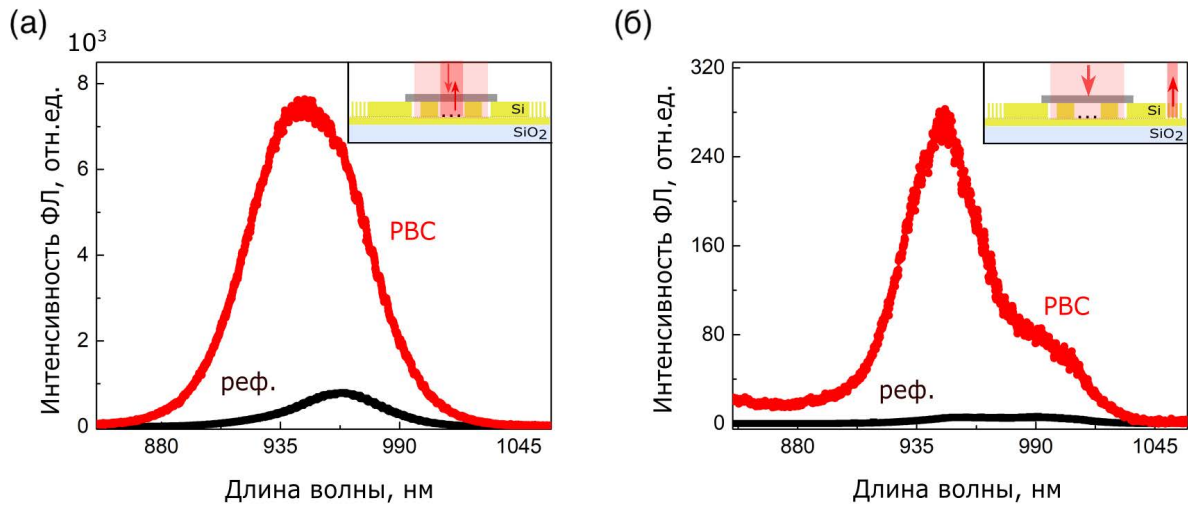 (а)
10³
Интенсивность ФЛ, отн.ед.
8
6
4
2
0
880
935
990
1045
Длина волны, нм
РВС
реф.
Si
SiO₂
(б)
Интенсивность ФЛ, отн.ед.
320
240
160
80
0
880
935
990
1045
Длина волны, нм
РВС
реф.
Si
SiO₂